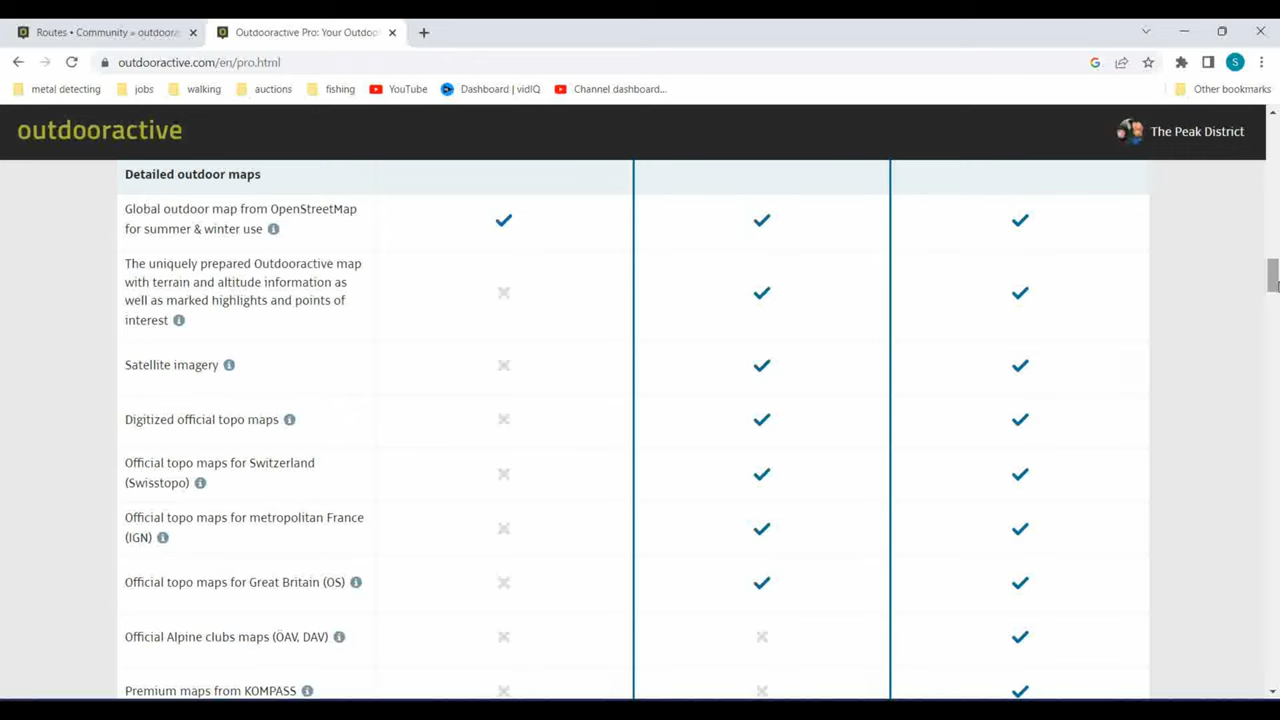 Routes • Community » outdoora
Outdooractive Pro: Your Outdoo
outdooractive.com/en/pro.html
G
S
metal detecting
jobs
walking
auctions
fishing
YouTube
Dashboard | vidIQ
Channel dashboard...
Other bookmarks
outdooractive
The Peak District
Detailed outdoor maps
Global outdoor map from OpenStreetMap
for summer & winter use
The uniquely prepared Outdooractive map
with terrain and altitude information as
well as marked highlights and points of
interest
Satellite imagery
Digitized official topo maps
Official topo maps for Switzerland
(Swisstopo)
Official topo maps for metropolitan France
(IGN)
Official topo maps for Great Britain (OS)
Official Alpine clubs maps (ÖAV, DAV)
Premium maps from KOMPASS